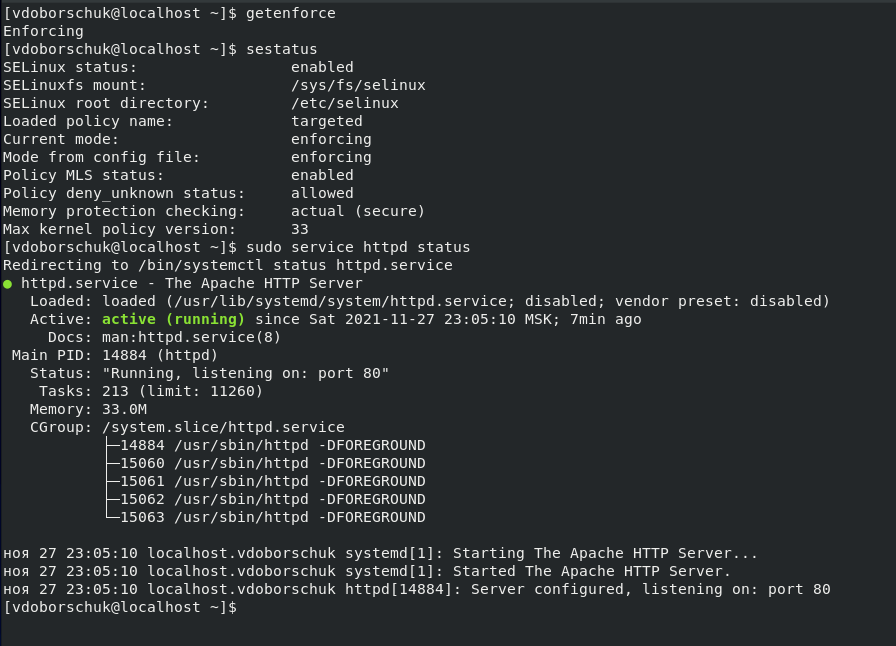 [vdoborschuk@localhost ~]$ getenforce
Enforcing
[vdoborschuk@localhost ~]$ sestatus
SELinux status:                 enabled
SELinuxfs mount:                /sys/fs/selinux
SELinux root directory:         /etc/selinux
Loaded policy name:             targeted
Current mode:                   enforcing
Mode from config file:          enforcing
Policy MLS status:              enabled
Policy deny_unknown status:     allowed
Memory protection checking:     actual (secure)
Max kernel policy version:      33
[vdoborschuk@localhost ~]$ sudo service httpd status
Redirecting to /bin/systemctl status httpd.service
● httpd.service - The Apache HTTP Server
   Loaded: loaded (/usr/lib/systemd/system/httpd.service; disabled; vendor preset: disabled)
   Active: active (running) since Sat 2021-11-27 23:05:10 MSK; 7min ago
     Docs: man:httpd.service(8)
 Main PID: 14884 (httpd)
   Status: "Running, listening on: port 80"
    Tasks: 213 (limit: 11260)
   Memory: 33.0M
   CGroup: /system.slice/httpd.service
           ├─14884 /usr/sbin/httpd -DFOREGROUND
           ├─15060 /usr/sbin/httpd -DFOREGROUND
           ├─15061 /usr/sbin/httpd -DFOREGROUND
           ├─15062 /usr/sbin/httpd -DFOREGROUND
           └─15063 /usr/sbin/httpd -DFOREGROUND

ноя 27 23:05:10 localhost.vdoborschuk systemd[1]: Starting The Apache HTTP Server...
ноя 27 23:05:10 localhost.vdoborschuk systemd[1]: Started The Apache HTTP Server.
ноя 27 23:05:10 localhost.vdoborschuk httpd[14884]: Server configured, listening on: port 80
[vdoborschuk@localhost ~]$